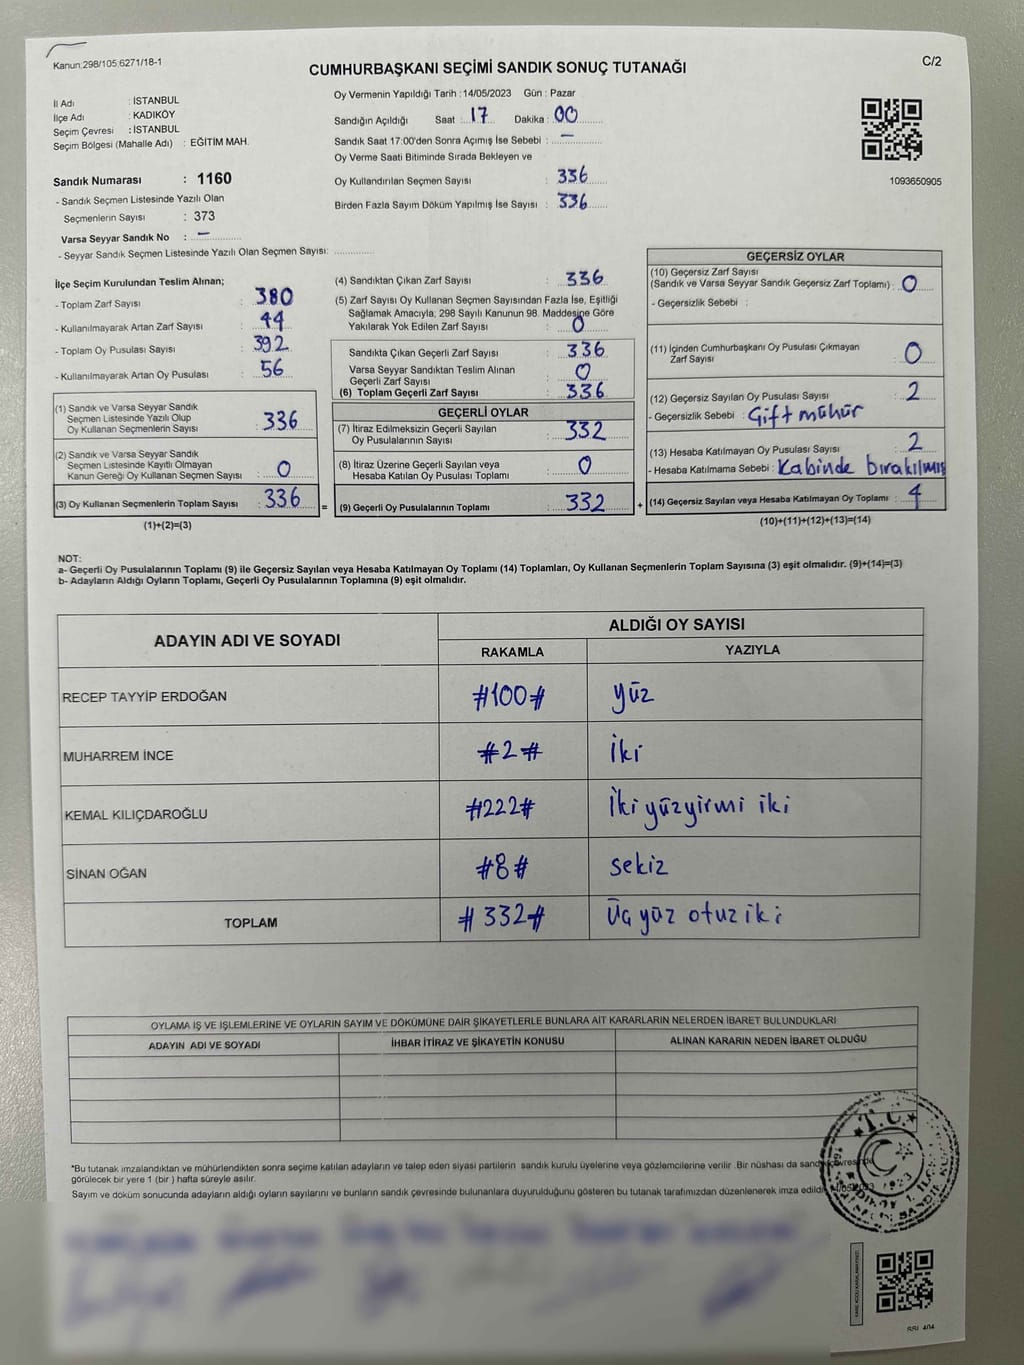 Kanun:298/105.6271/18-1
C/2
CUMHURBAŞKANI SEÇİMİ SANDIK SONUÇ TUTANAĞI
İl Adı : İSTANBUL
İlçe Adı : KADIKÖY
Seçim Çevresi : İSTANBUL
Seçim Bölgesi (Mahalle Adı) : EĞİTİM MAH.
Sandık Numarası : 1160
- Sandık Seçmen Listesinde Yazılı Olan
Seçmenlerin Sayısı : 373
Varsa Seyyar Sandık No : –
- Seyyar Sandık Seçmen Listesinde Yazılı Olan Seçmen Sayısı:
Oy Vermenin Yapıldığı Tarih : 14/05/2023 Gün : Pazar
Sandığın Açıldığı Saat : 17 Dakika : 00
Sandık Saat 17:00'den Sonra Açımış İse Sebebi : –
Oy Verme Saati Bitiminde Sırada Bekleyen ve
Oy Kullandırılan Seçmen Sayısı : 336
Birden Fazla Sayım Döküm Yapılmış İse Sayısı : 336
1093650905
İlçe Seçim Kurulundan Teslim Alınan;
- Toplam Zarf Sayısı : 380
- Kullanılmayarak Artan Zarf Sayısı : 44
- Toplam Oy Pusulası Sayısı : 392
- Kullanılmayarak Artan Oy Pusulası : 56
(1) Sandık ve Varsa Seyyar Sandık
Seçmen Listesinde Yazılı Olup
Oy Kullanan Seçmenlerin Sayısı : 336
(2) Sandık ve Varsa Seyyar Sandık
Seçmen Listesinde Kayıtlı Olmayan
Kanun Gereği Oy Kullanan Seçmen Sayısı : 0
(3) Oy Kullanan Seçmenlerin Toplam Sayısı : 336
(1)+(2)=(3)
(4) Sandıktan Çıkan Zarf Sayısı : 336
(5) Zarf Sayısı Oy Kullanan Seçmen Sayısından Fazla İse, Eşitliği
Sağlamak Amacıyla, 298 Sayılı Kanunun 98. Maddesine Göre
Yakılarak Yok Edilen Zarf Sayısı : 0
Sandıkta Çıkan Geçerli Zarf Sayısı : 336
Varsa Seyyar Sandıktan Teslim Alınan
Geçerli Zarf Sayısı : 0
(6) Toplam Geçerli Zarf Sayısı : 336
GEÇERLİ OYLAR
(7) İtiraz Edilmeksizin Geçerli Sayılan
Oy Pusulalarının Sayısı : 332
(8) İtiraz Üzerine Geçerli Sayılan veya
Hesaba Katılan Oy Pusulası Toplamı : 0
= (9) Geçerli Oy Pusulalarının Toplamı : 332 +
GEÇERSİZ OYLAR
(10) Geçersiz Zarf Sayısı
(Sandık ve Varsa Seyyar Sandık Geçersiz Zarf Toplamı) : 0
- Geçersizlik Sebebi :
(11) İçinden Cumhurbaşkanı Oy Pusulası Çıkmayan
Zarf Sayısı : 0
(12) Geçersiz Sayılan Oy Pusulası Sayısı : 2
- Geçersizlik Sebebi : Çift mühür
(13) Hesaba Katılmayan Oy Pusulası Sayısı : 2
- Hesaba Katılmama Sebebi : Kabinde bırakılmış
(14) Geçersiz Sayılan veya Hesaba Katılmayan Oy Toplamı : 4
(10)+(11)+(12)+(13)=(14)
NOT:
a- Geçerli Oy Pusulalarının Toplamı (9) ile Geçersiz Sayılan veya Hesaba Katılmayan Oy Toplamı (14) Toplamları, Oy Kullanan Seçmenlerin Toplam Sayısına (3) eşit olmalıdır. (9)+(14)=(3)
b- Adayların Aldığı Oyların Toplamı, Geçerli Oy Pusulalarının Toplamına (9) eşit olmalıdır.
ADAYIN ADI VE SOYADI
ALDIĞI OY SAYISI
RAKAMLA YAZIYLA
RECEP TAYYİP ERDOĞAN #100# yüz
MUHARREM İNCE #2# iki
KEMAL KILIÇDAROĞLU #222# İki yüzyirmi iki
SİNAN OĞAN #8# sekiz
TOPLAM #332# Üç yüz otuz iki
OYLAMA İŞ VE İŞLEMLERİNE VE OYLARIN SAYIM VE DÖKÜMÜNE DAİR ŞİKAYETLERLE BUNLARA AİT KARARLARIN NELERDEN İBARET BULUNDUKLARI
ADAYIN ADI VE SOYADI İHBAR İTİRAZ VE ŞİKAYETİN KONUSU ALINAN KARARIN NEDEN İBARET OLDUĞU
*Bu tutanak imzalandıktan ve mühürlendikten sonra seçime katılan adayların ve talep eden siyasi partilerin sandık kurulu üyelerine veya gözlemcilerine verilir .Bir nüshası da sandık çevresinde
görülecek bir yere 1 (bir ) hafta süreyle asılır.
Sayım ve döküm sonucunda adayların aldığı oyların sayılarını ve bunların sandık çevresinde bulunanlara duyurulduğunu gösteren bu tutanak tarafımızdan düzenlenerek imza edildi.
T.C.